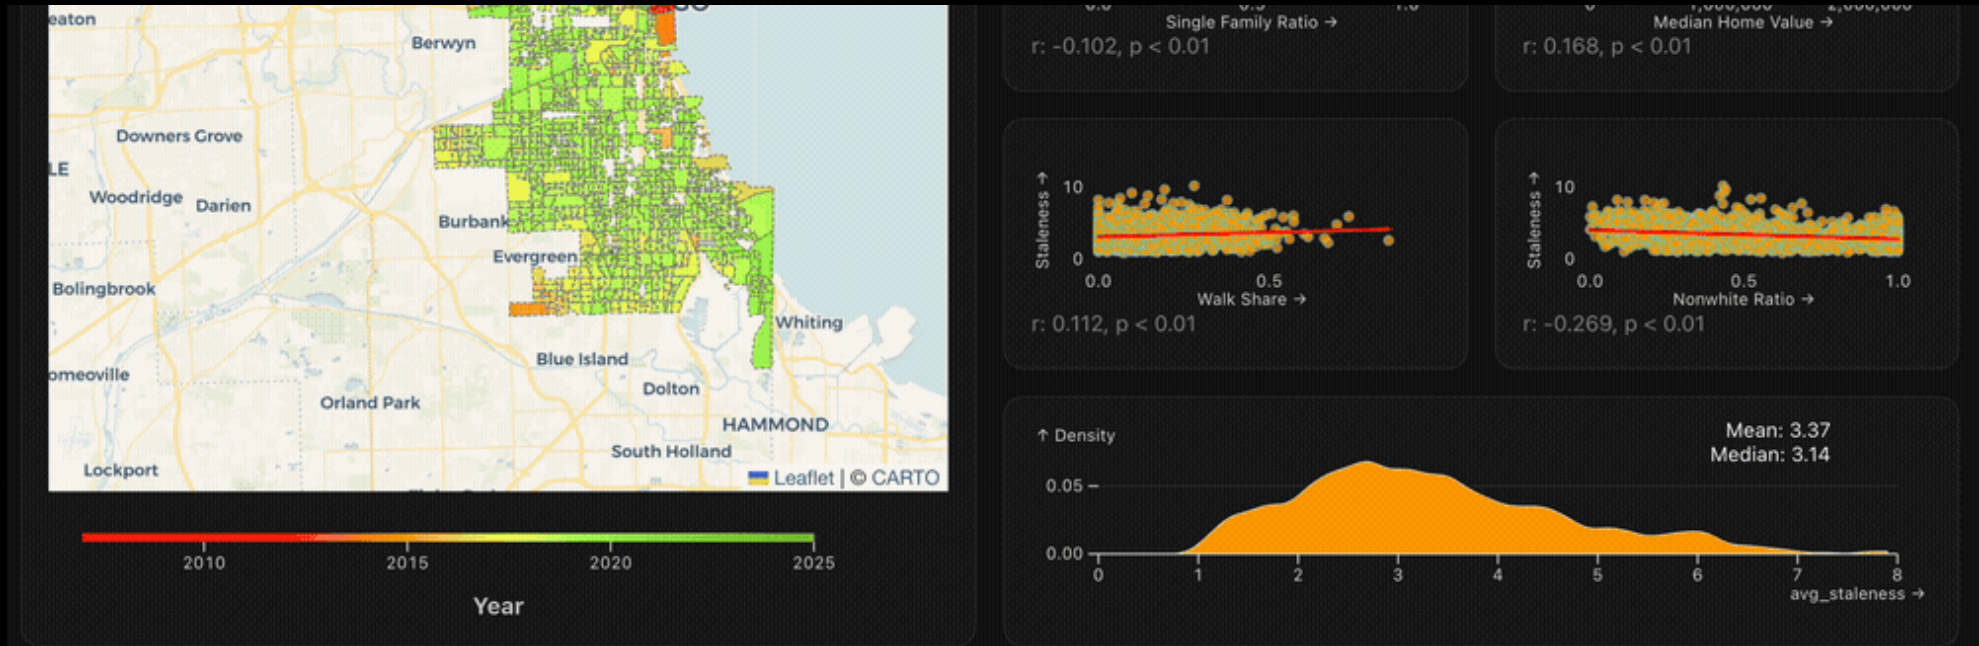 eaton
Berwyn
Downers Grove
LE
Woodridge
Darien
Burbank
Evergreen
Bolingbrook
Whiting
Blue Island
omeoville
Dolton
Orland Park
HAMMOND
South Holland
Lockport
Leaflet | © CARTO
2010
2015
2020
2025
Year
Single Family Ratio →
r: -0.102, p < 0.01
Median Home Value →
r: 0.168, p < 0.01
Staleness →
10
0
0.0
0.5
Walk Share →
r: 0.112, p < 0.01
Staleness →
10
0
0.0
0.5
1.0
Nonwhite Ratio →
r: -0.269, p < 0.01
↑ Density
Mean: 3.37
Median: 3.14
0.05
0.00
0
1
2
3
4
5
6
7
8
avg_staleness →